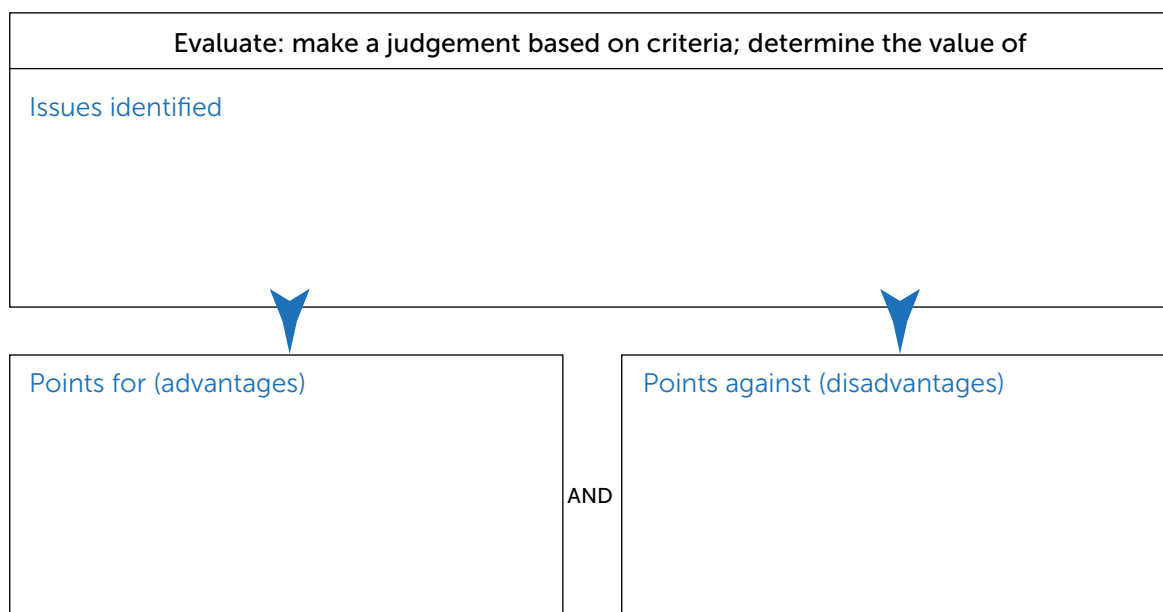 Evaluate: make a judgement based on criteria; determine the value of
Issues identified
Points for (advantages)
AND
Points against (disadvantages)